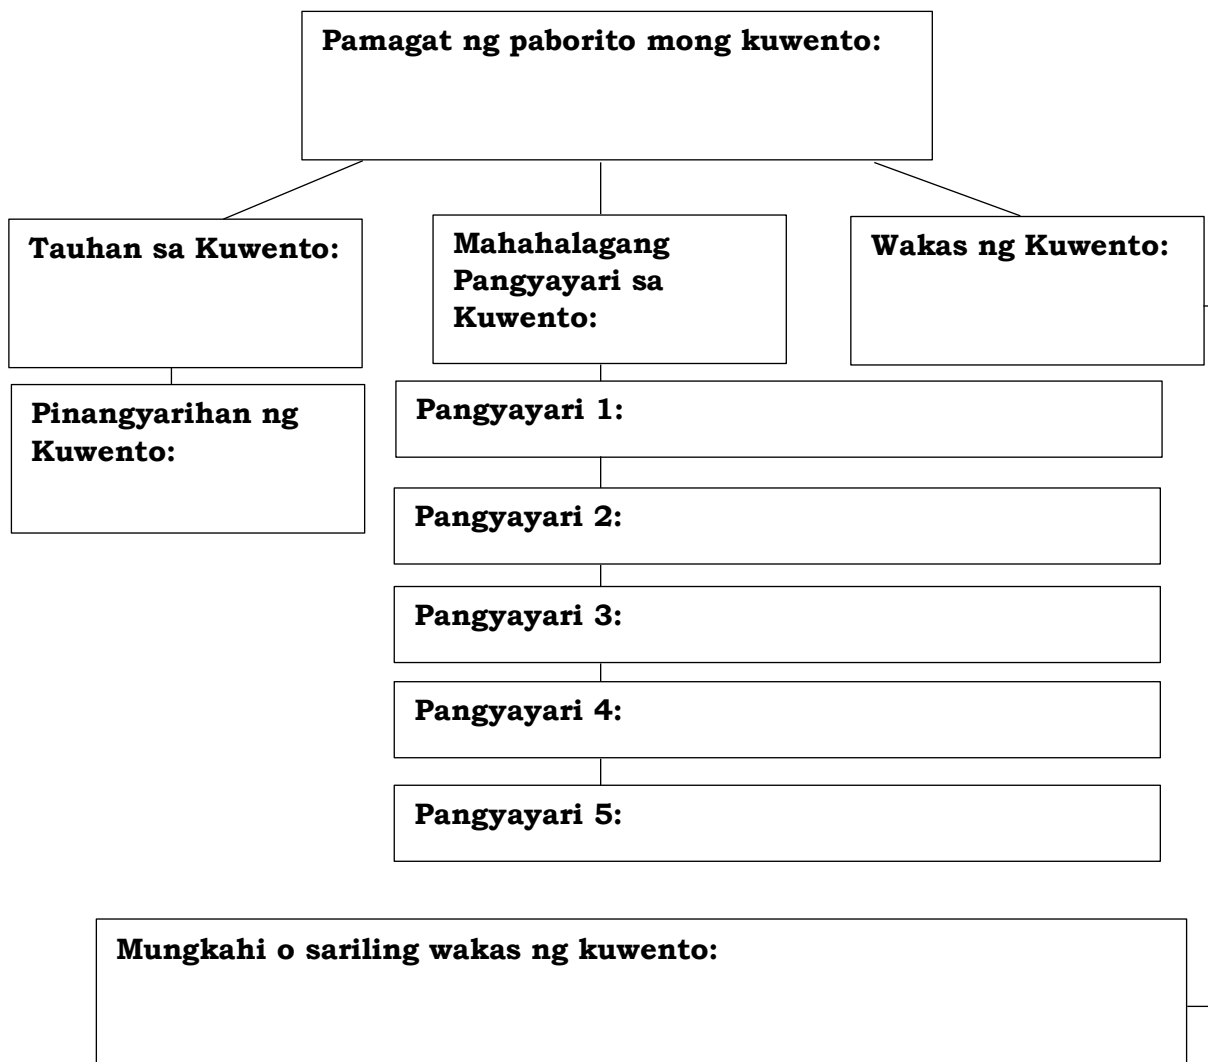 Pamagat ng paborito mong kuwento:
Tauhan sa Kuwento:
Mahahalagang
Pangyayari sa
Kuwento:
Wakas ng Kuwento:
Pinangyarihan ng
Kuwento:
Pangyayari 1:
Pangyayari 2:
Pangyayari 3:
Pangyayari 4:
Pangyayari 5:
Mungkahi o sariling wakas ng kuwento: